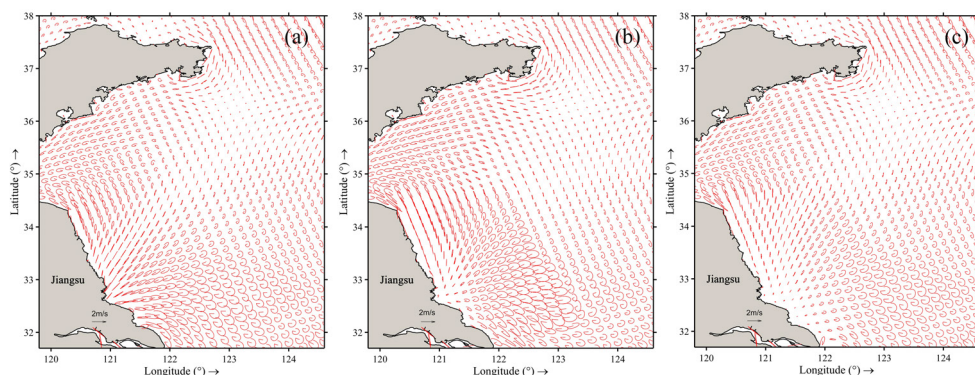 38
37
36
35
34
33
32
Latitude (°) →
(a)
Jiangsu
2m/s
120
121
122
123
124
Longitude (°) →
38
37
36
35
34
33
32
Latitude (°) →
(b)
Jiangsu
2m/s
120
121
122
123
124
Longitude (°) →
38
37
36
35
34
33
32
Latitude (°) →
(c)
Jiangsu
2m/s
120
121
122
123
124
Longitude (°) →